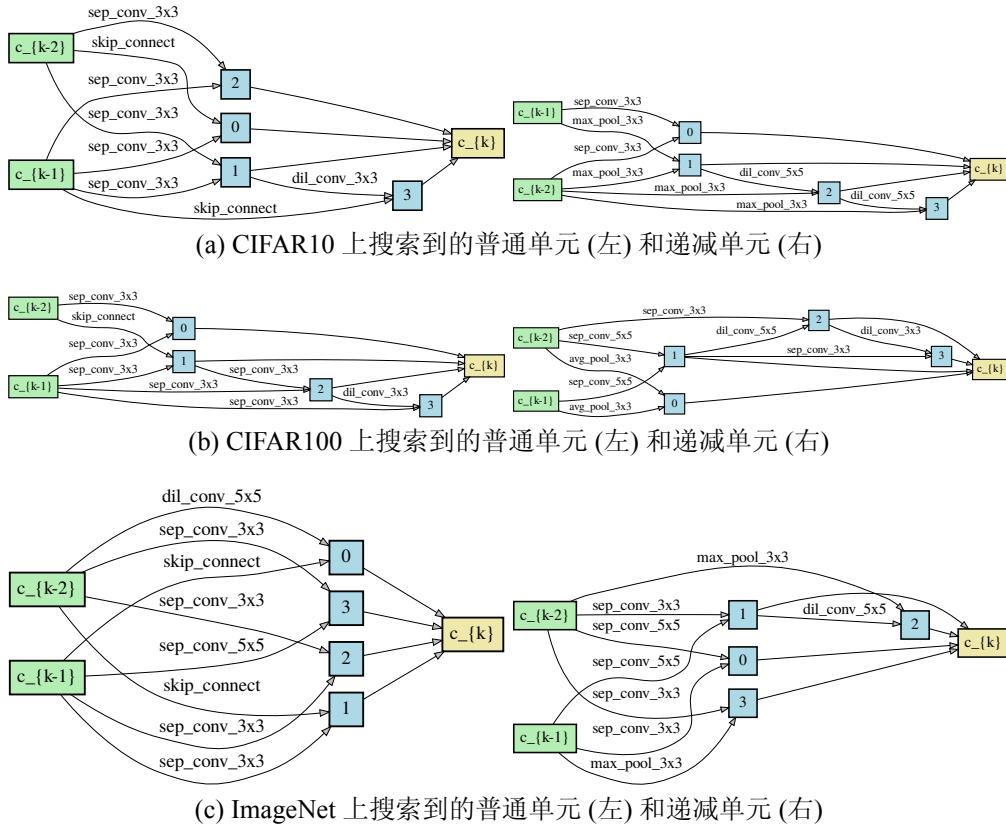 sep_conv_3x3
c_{k-2}
skip_connect
sep_conv_3x3
2
sep_conv_3x3
0
c_{k}
sep_conv_3x3
c_{k-1}
1
sep_conv_3x3
dil_conv_3x3
3
skip_connect
c_{k-1}
sep_conv_3x3
max_pool_3x3
0
sep_conv_3x3
1
c_{k}
max_pool_3x3
dil_conv_5x5
c_{k-2}
max_pool_3x3
2
dil_conv_5x5
max_pool_3x3
3
(a) CIFAR10 上搜索到的普通单元 (左) 和递减单元 (右)
c_{k-2}
sep_conv_3x3
skip_connect
0
sep_conv_3x3
1
c_{k}
sep_conv_3x3
sep_conv_3x3
c_{k-1}
sep_conv_3x3
2
dil_conv_3x3
sep_conv_3x3
3
sep_conv_3x3
2
c_{k-2}
sep_conv_5x5
dil_conv_5x5
dil_conv_3x3
avg_pool_3x3
1
sep_conv_3x3
3
c_{k}
sep_conv_5x5
c_{k-1}
avg_pool_3x3
0
(b) CIFAR100 上搜索到的普通单元 (左) 和递减单元 (右)
dil_conv_5x5
sep_conv_3x3
0
skip_connect
c_{k-2}
sep_conv_3x3
3
c_{k}
sep_conv_5x5
2
c_{k-1}
skip_connect
1
sep_conv_3x3
sep_conv_3x3
max_pool_3x3
c_{k-2}
sep_conv_3x3
1
dil_conv_5x5
2
sep_conv_5x5
c_{k}
sep_conv_5x5
0
sep_conv_3x3
3
c_{k-1}
sep_conv_3x3
max_pool_3x3
(c) ImageNet 上搜索到的普通单元 (左) 和递减单元 (右)